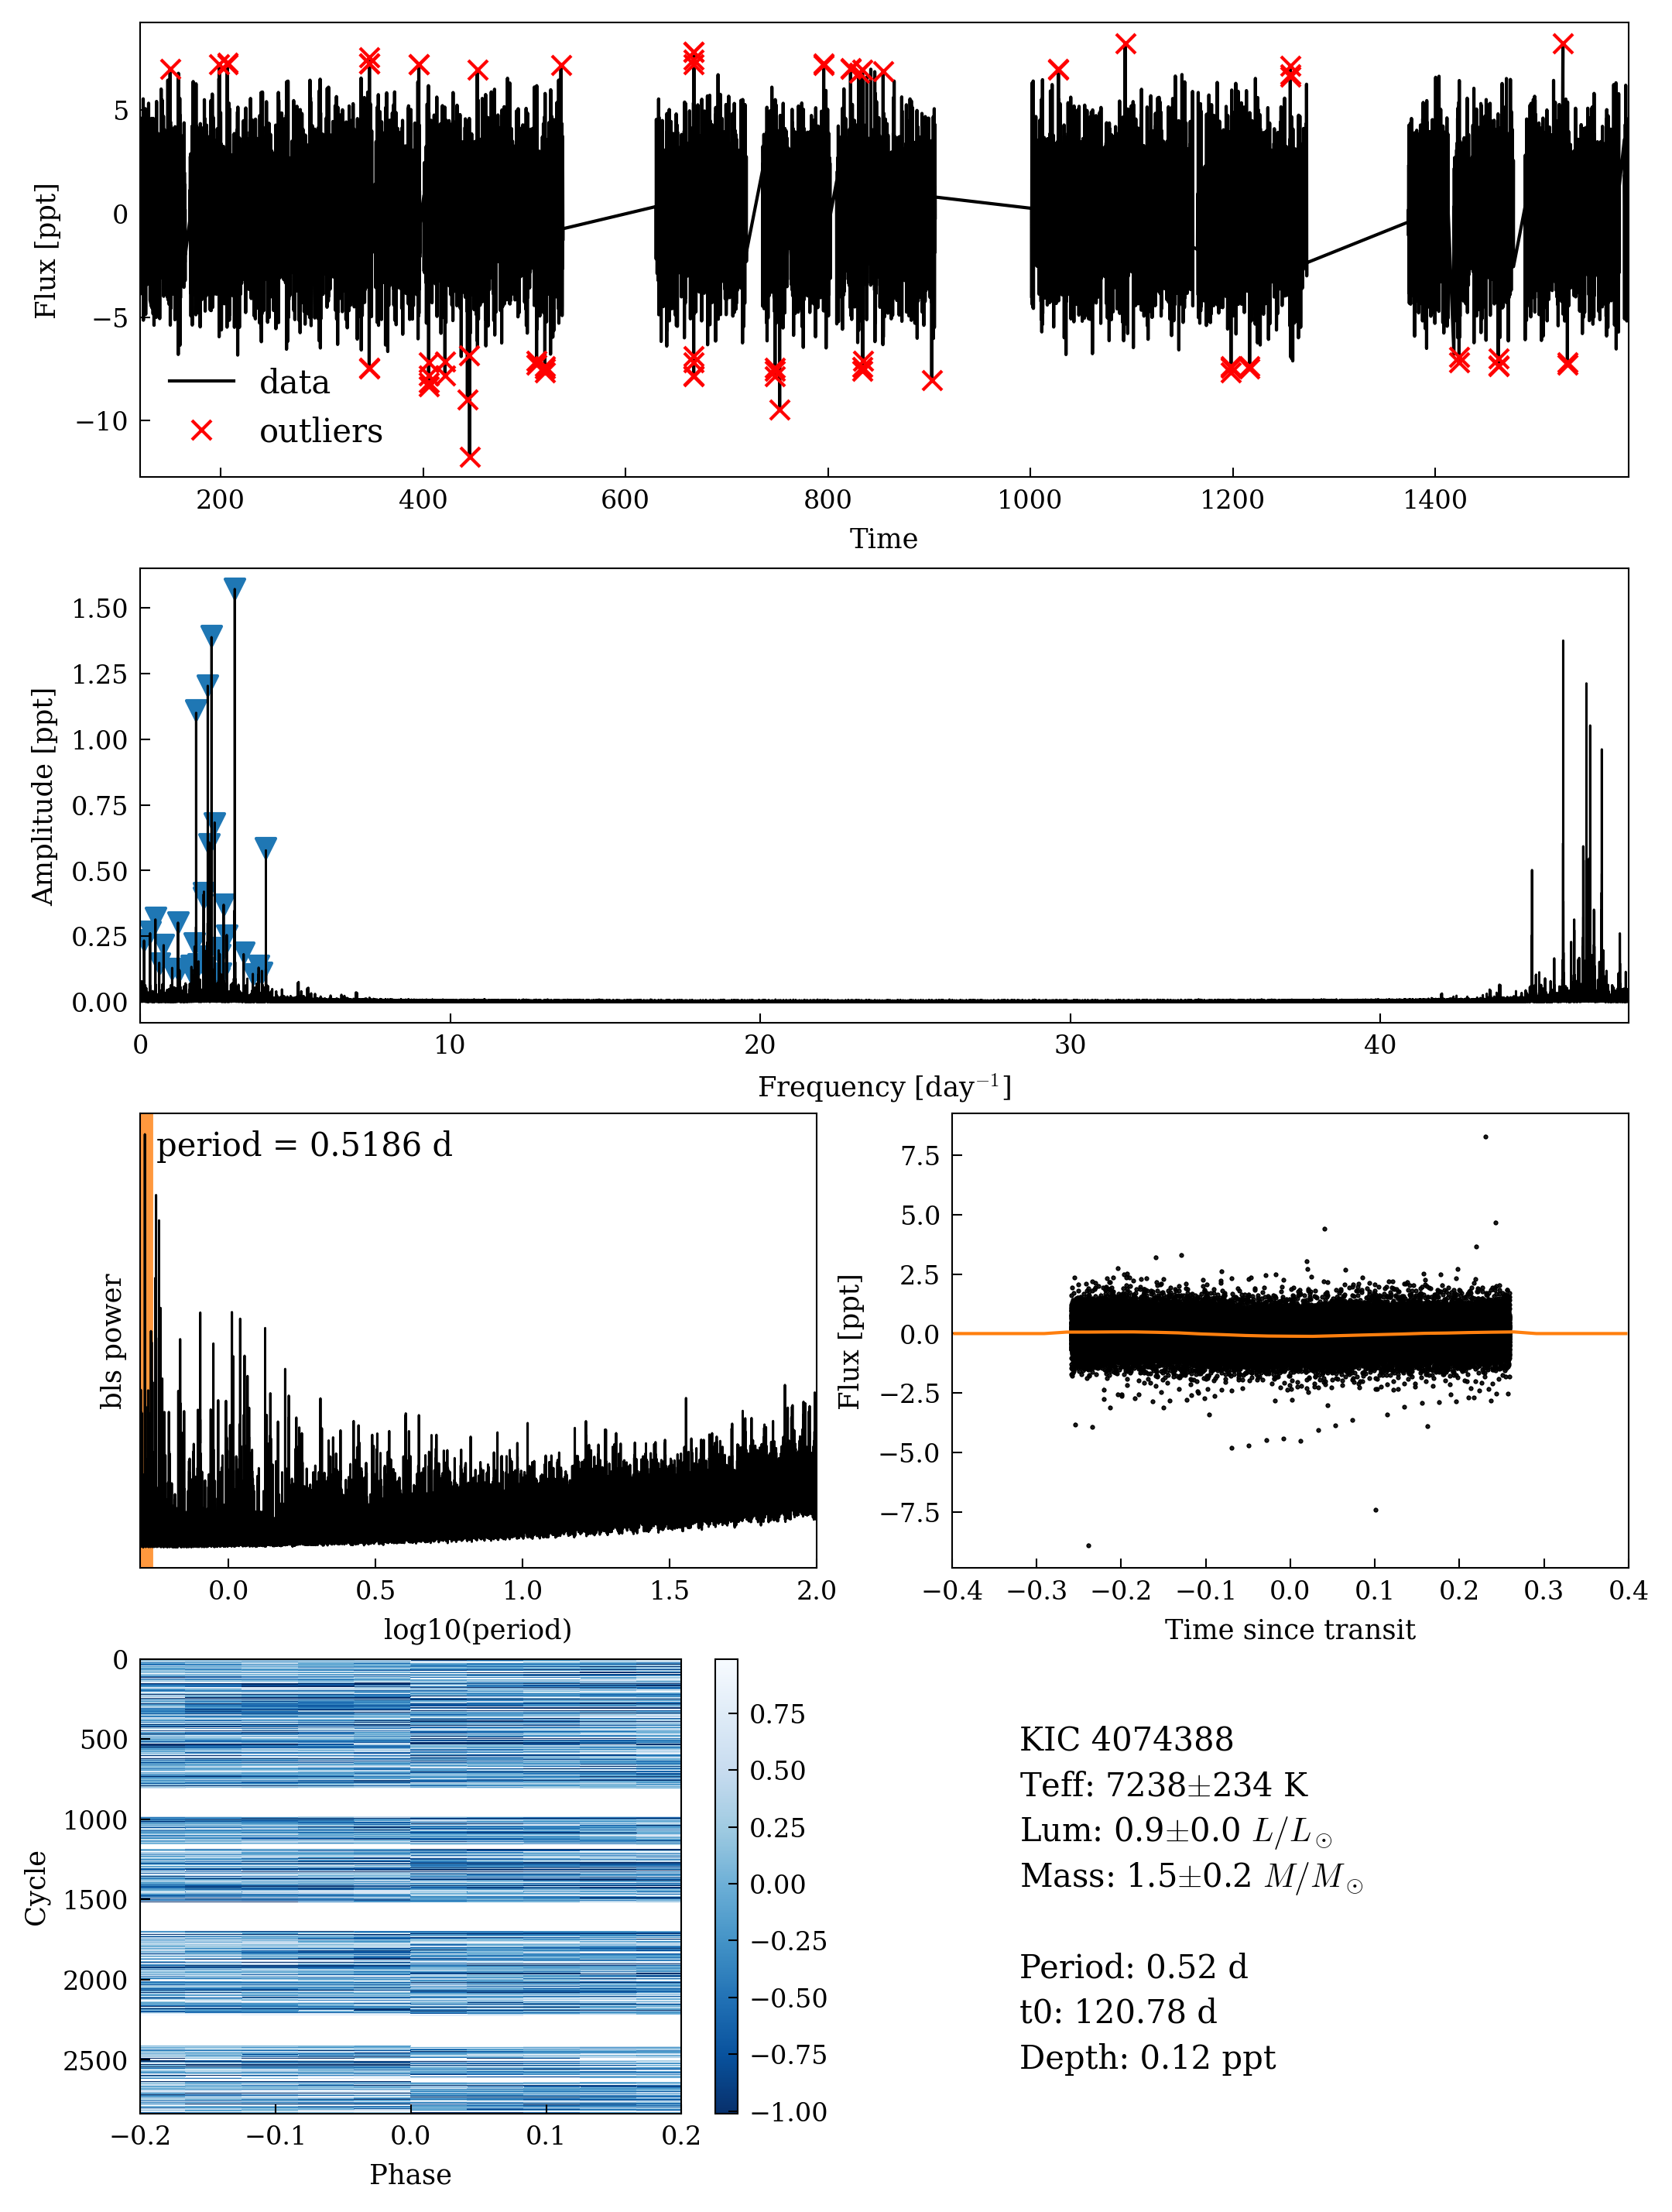 5
0
−5
−10
Flux [ppt]
data
outliers
200 400 600 800 1000 1200 1400
Time
1.50
1.25
1.00
0.75
0.50
0.25
0.00
Amplitude [ppt]
0 10 20 30 40
Frequency [day⁻¹]
period = 0.5186 d
bls power
0.0 0.5 1.0 1.5 2.0
log10(period)
7.5
5.0
2.5
0.0
−2.5
−5.0
−7.5
Flux [ppt]
−0.4 −0.3 −0.2 −0.1 0.0 0.1 0.2 0.3 0.4
Time since transit
0
500
1000
1500
2000
2500
Cycle
−0.2 −0.1 0.0 0.1 0.2
Phase
0.75
0.50
0.25
0.00
−0.25
−0.50
−0.75
−1.00
KIC 4074388
Teff: 7238±234 K
Lum: 0.9±0.0 L/L⊙
Mass: 1.5±0.2 M/M⊙
Period: 0.52 d
t0: 120.78 d
Depth: 0.12 ppt